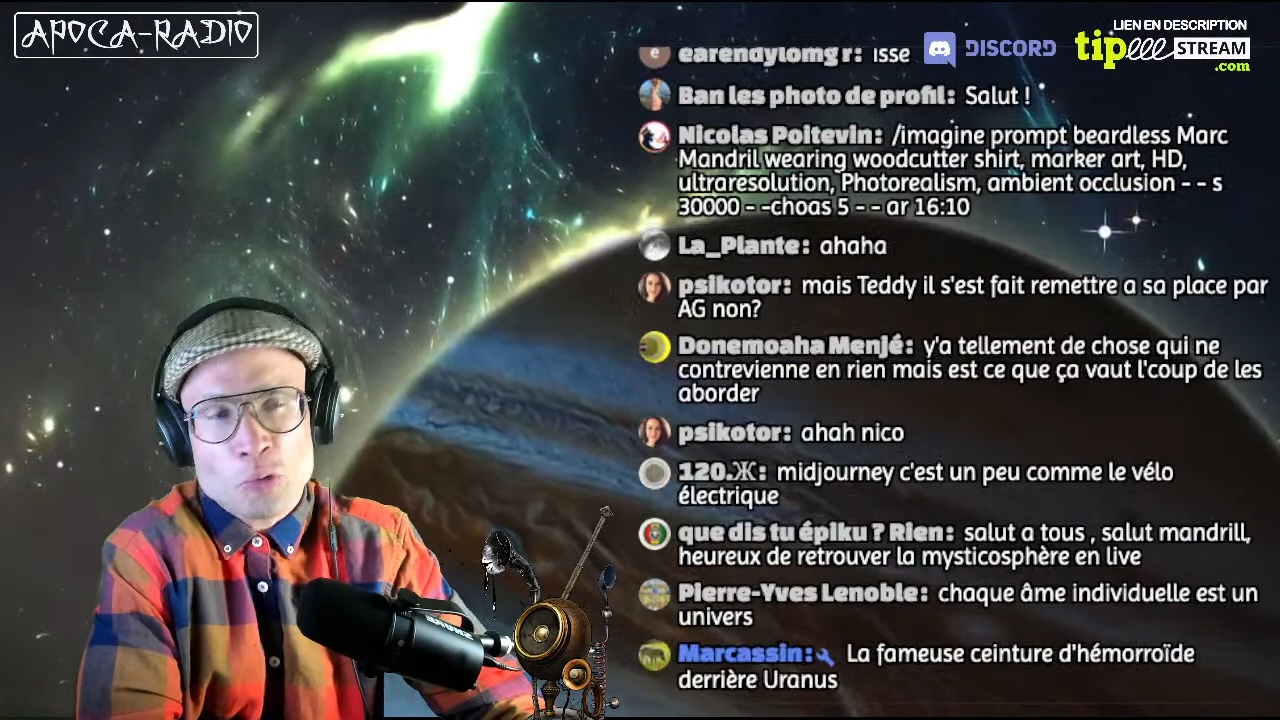 APOCA-RADIO
LIEN EN DESCRIPTION
DISCORD
tipeee STREAM
.com
earendylomg r: isse
Ban les photo de profil: Salut !
Nicolas Poitevin: /imagine prompt beardless Marc
Mandril wearing woodcutter shirt, marker art, HD,
ultraresolution, Photorealism, ambient occlusion - - s
30000 - -choas 5 - - ar 16:10
La_Plante: ahaha
psikotor: mais Teddy il s'est fait remettre a sa place par
AG non?
Donemoaha Menjé: y'a tellement de chose qui ne
contrevienne en rien mais est ce que ça vaut l'coup de les
aborder
psikotor: ahah nico
120.Ж: midjourney c'est un peu comme le vélo
électrique
que dis tu épiku ? Rien: salut a tous , salut mandrill,
heureux de retrouver la mysticosphère en live
Pierre-Yves Lenoble: chaque âme individuelle est un
univers
Marcassin: La fameuse ceinture d'hémorroïde
derrière Uranus